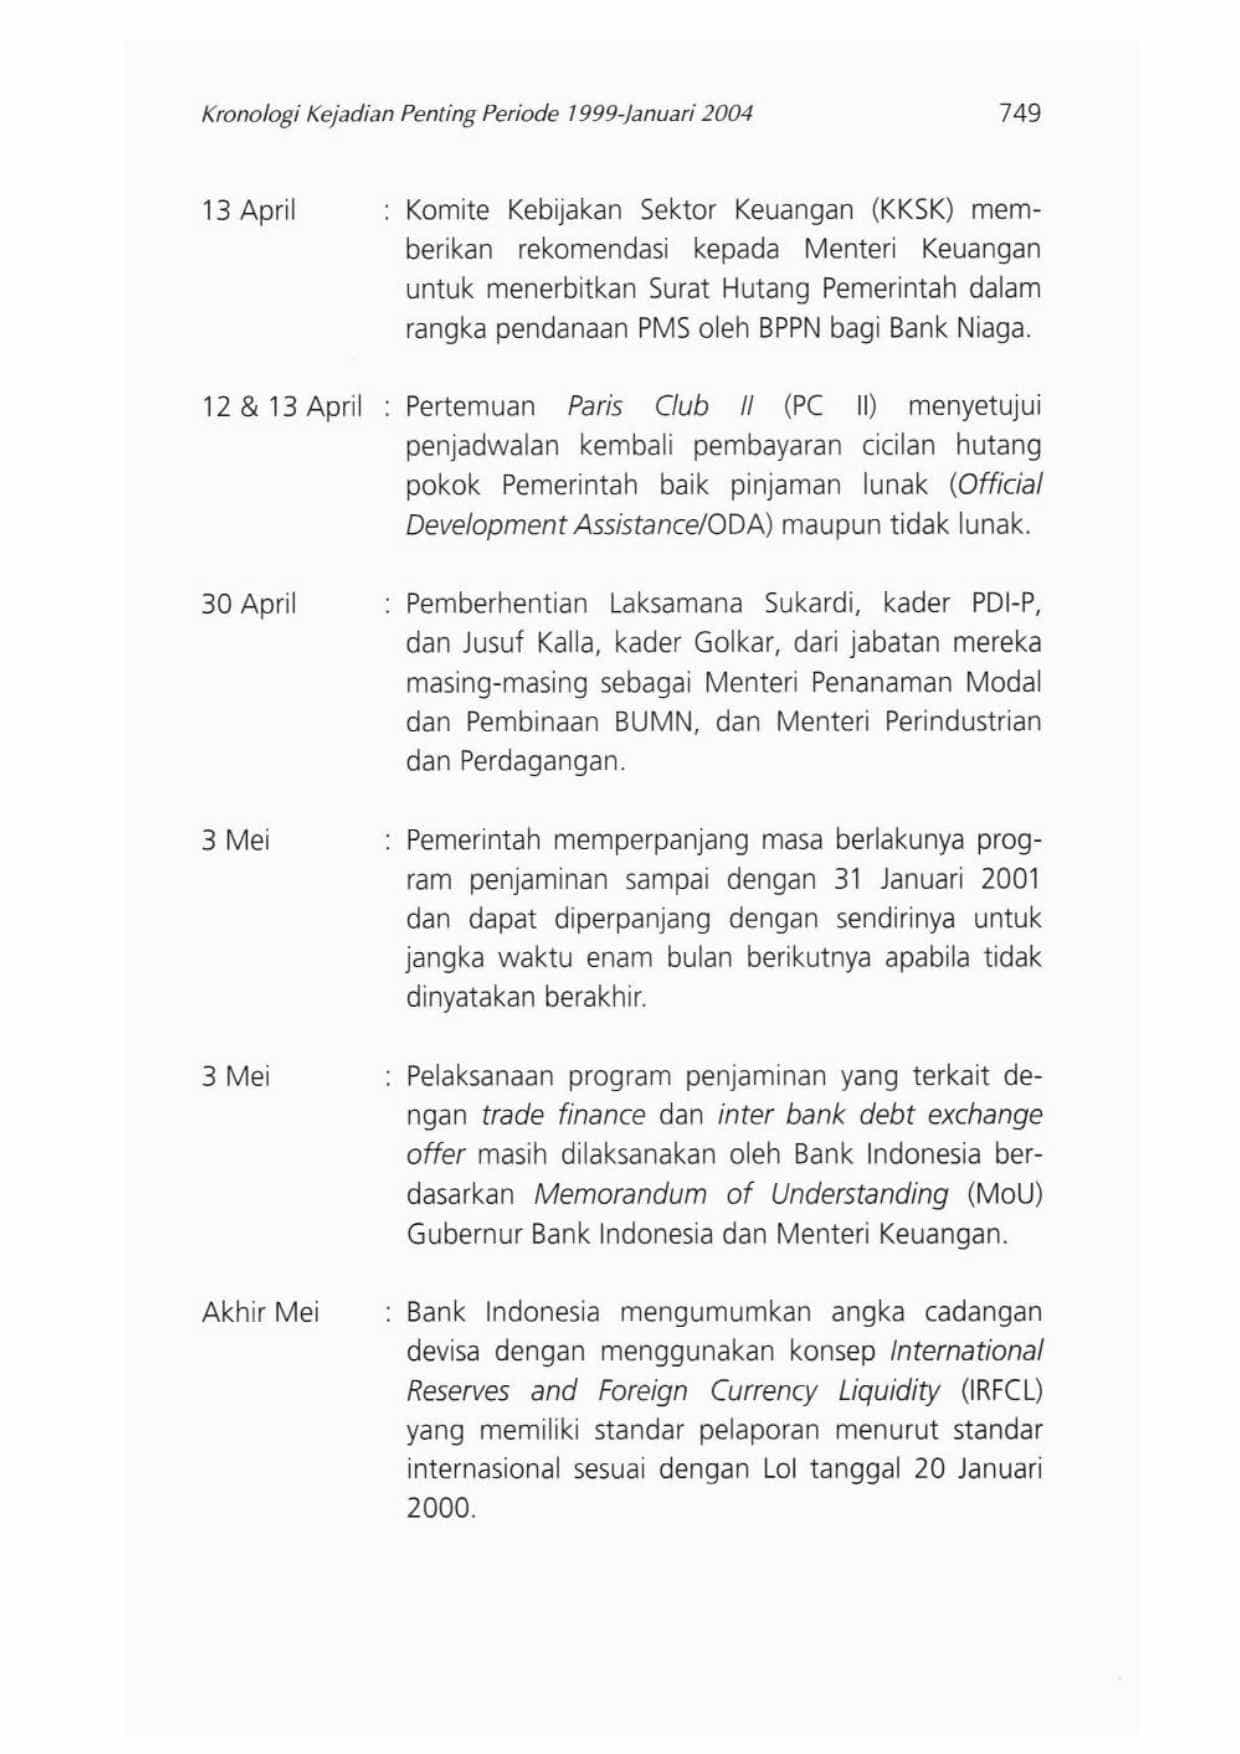 Kronologi Kejadian Penting Periode 1999-Januari 2004 749
13 April : Komite Kebijakan Sektor Keuangan (KKSK) mem-
berikan rekomendasi kepada Menteri Keuangan
untuk menerbitkan Surat Hutang Pemerintah dalam
rangka pendanaan PMS oleh BPPN bagi Bank Niaga.
12 & 13 April : Pertemuan Paris Club II (PC II) menyetujui
penjadwalan kembali pembayaran cicilan hutang
pokok Pemerintah baik pinjaman lunak (Official
Development Assistance/ODA) maupun tidak lunak.
30 April : Pemberhentian Laksamana Sukardi, kader PDI-P,
dan Jusuf Kalla, kader Golkar, dari jabatan mereka
masing-masing sebagai Menteri Penanaman Modal
dan Pembinaan BUMN, dan Menteri Perindustrian
dan Perdagangan.
3 Mei : Pemerintah memperpanjang masa berlakunya prog-
ram penjaminan sampai dengan 31 Januari 2001
dan dapat diperpanjang dengan sendirinya untuk
jangka waktu enam bulan berikutnya apabila tidak
dinyatakan berakhir.
3 Mei : Pelaksanaan program penjaminan yang terkait de-
ngan trade finance dan inter bank debt exchange
offer masih dilaksanakan oleh Bank Indonesia ber-
dasarkan Memorandum of Understanding (MoU)
Gubernur Bank Indonesia dan Menteri Keuangan.
Akhir Mei : Bank Indonesia mengumumkan angka cadangan
devisa dengan menggunakan konsep International
Reserves and Foreign Currency Liquidity (IRFCL)
yang memiliki standar pelaporan menurut standar
internasional sesuai dengan LoI tanggal 20 Januari
2000.